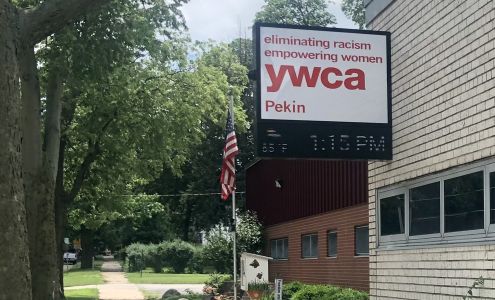 eliminating racism
empowering women
ywca
Pekin
85°F 1:15 PM